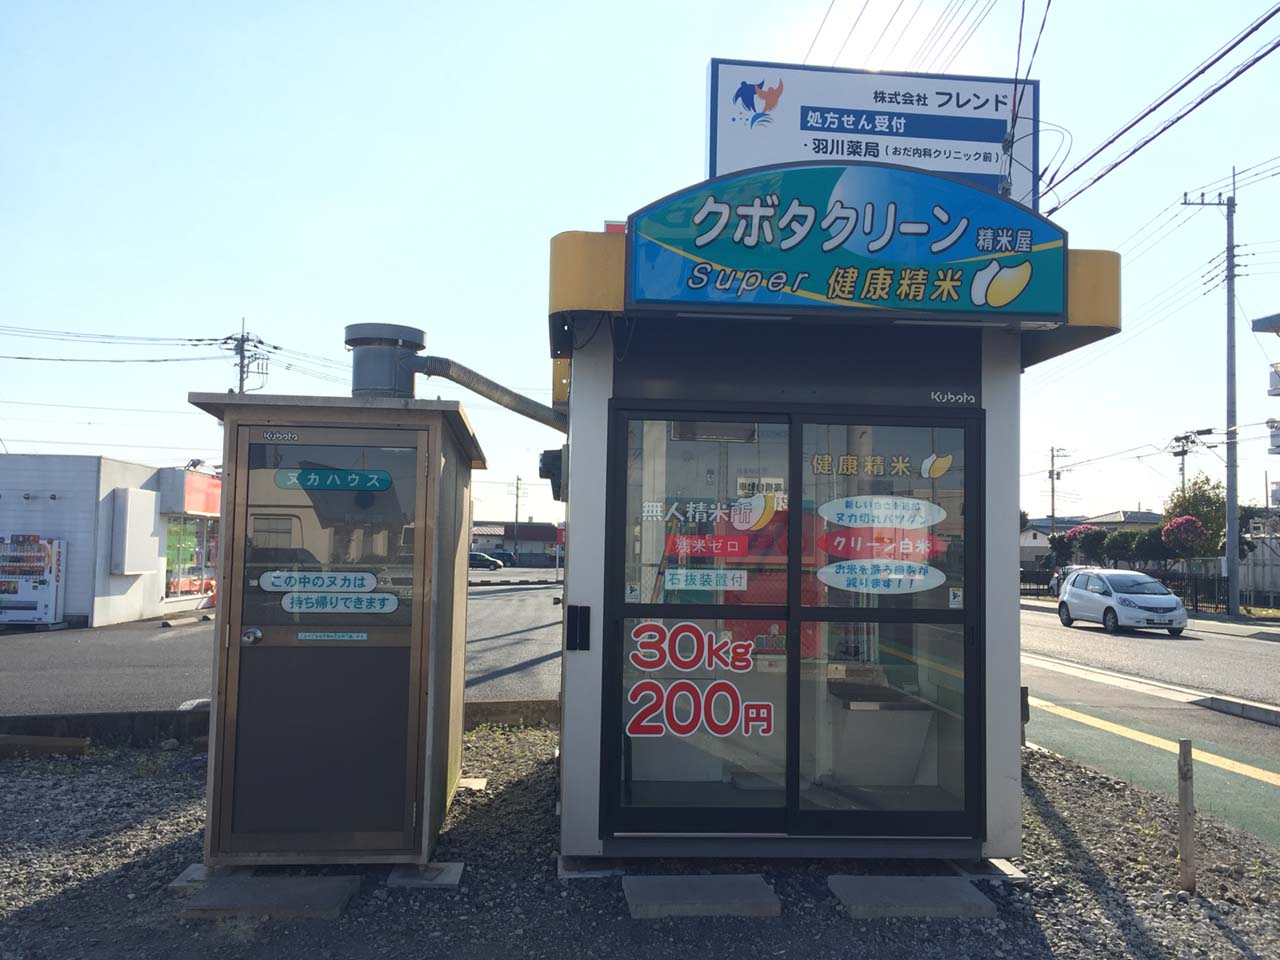 株式会社 フレンド
処方せん受付
・羽川薬局(おだ内科クリニック前)
クボタクリーン 精米屋
Super 健康精米
Kubota
Kubota
ヌカハウス
この中のヌカは
持ち帰りできます
健康精米
無人精米所
残米ゼロ
石抜装置付
新しい白さを追及
ヌカ切れバツグン
クリーン白米
お米を洗う回数が
減ります!!
30kg
200円